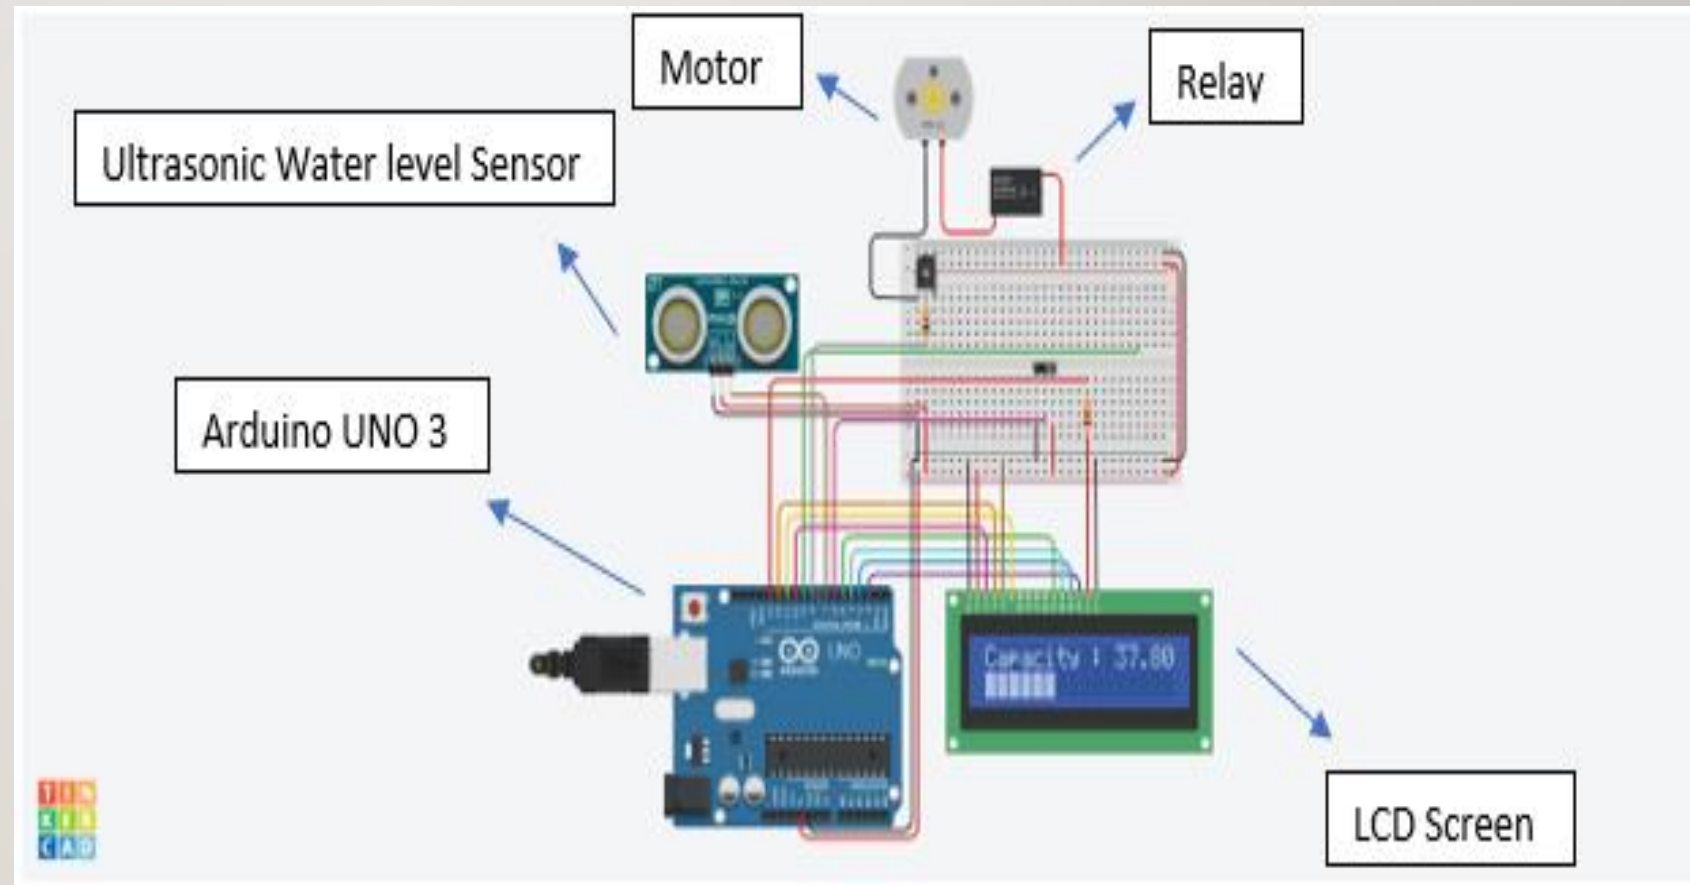 Motor
Relay
Ultrasonic Water level Sensor
Arduino UNO 3
UNO
Capacity : 37.80
LCD Screen
TIN
KER
CAD